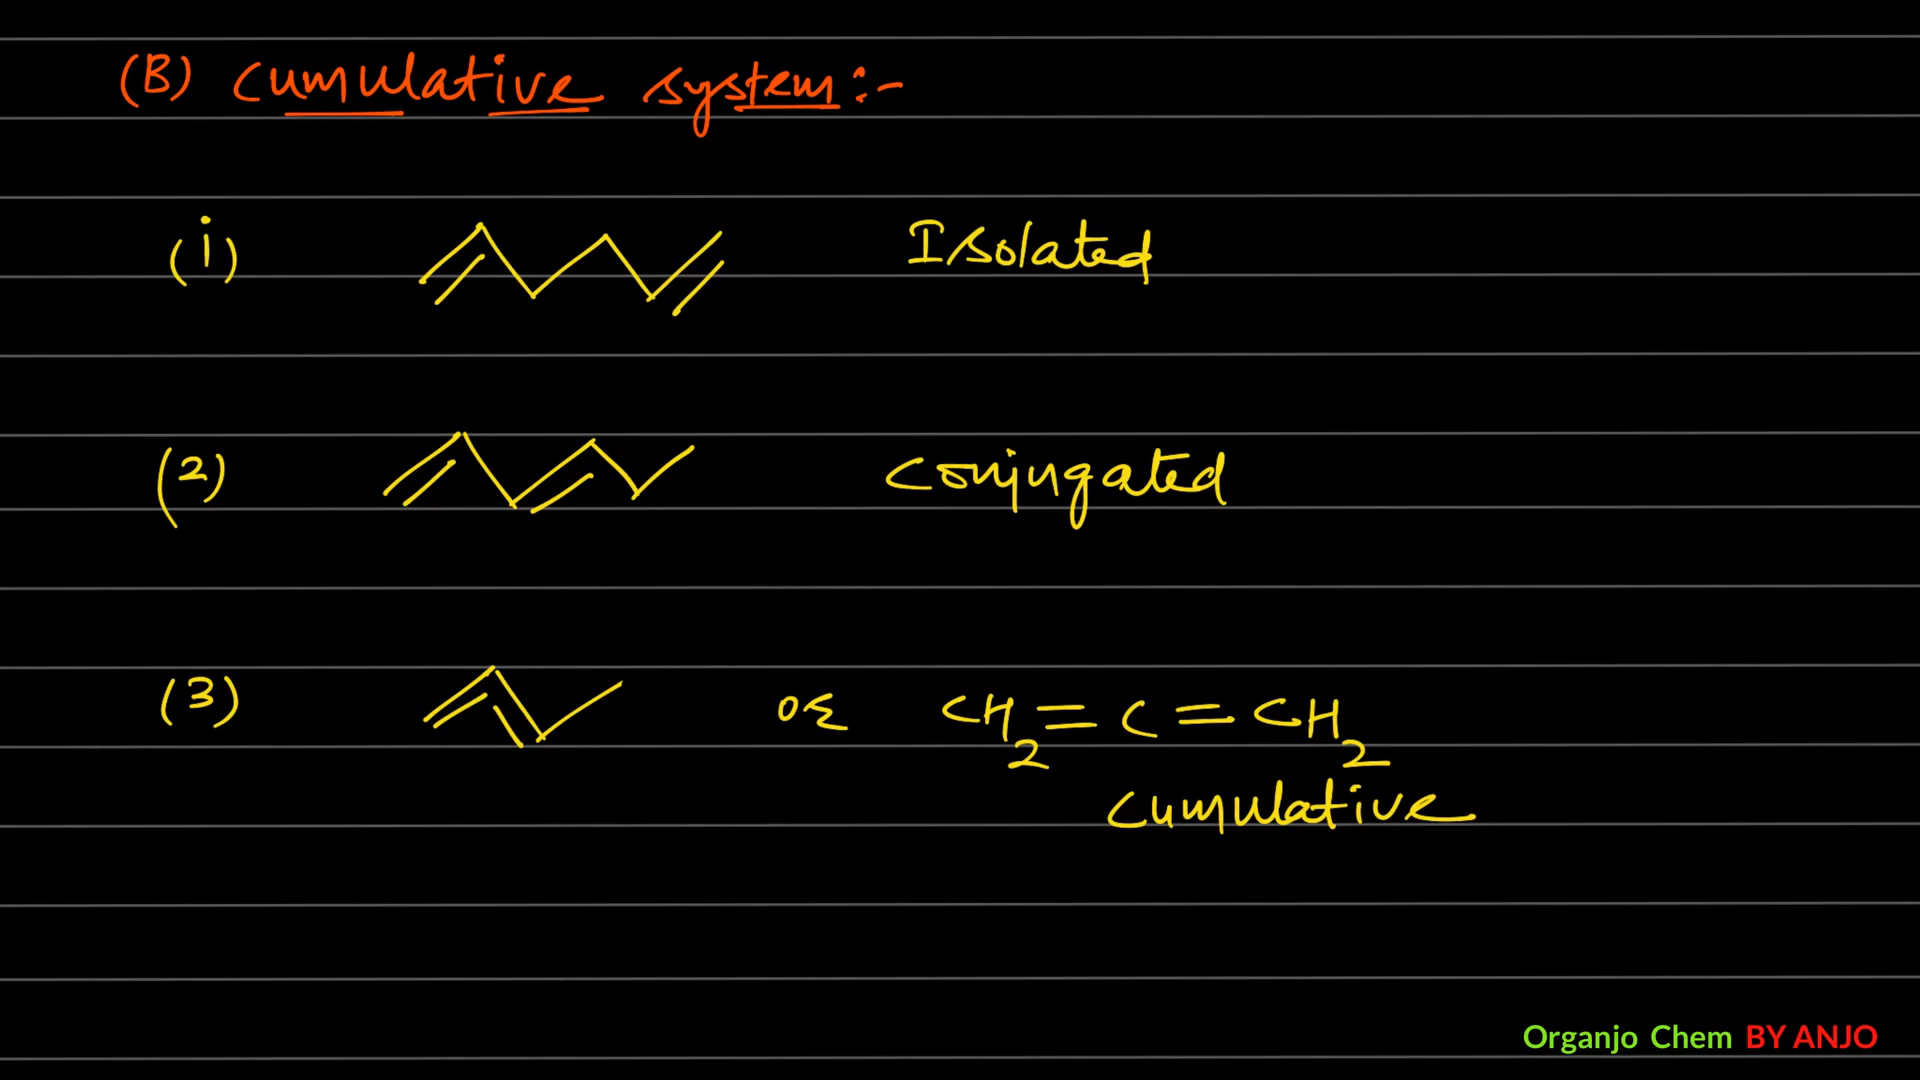 (B) Cumulative system :-
(i) Isolated
(2) Conjugated
(3) or CH2 = C = CH2
Cumulative
Organjo Chem BY ANJO